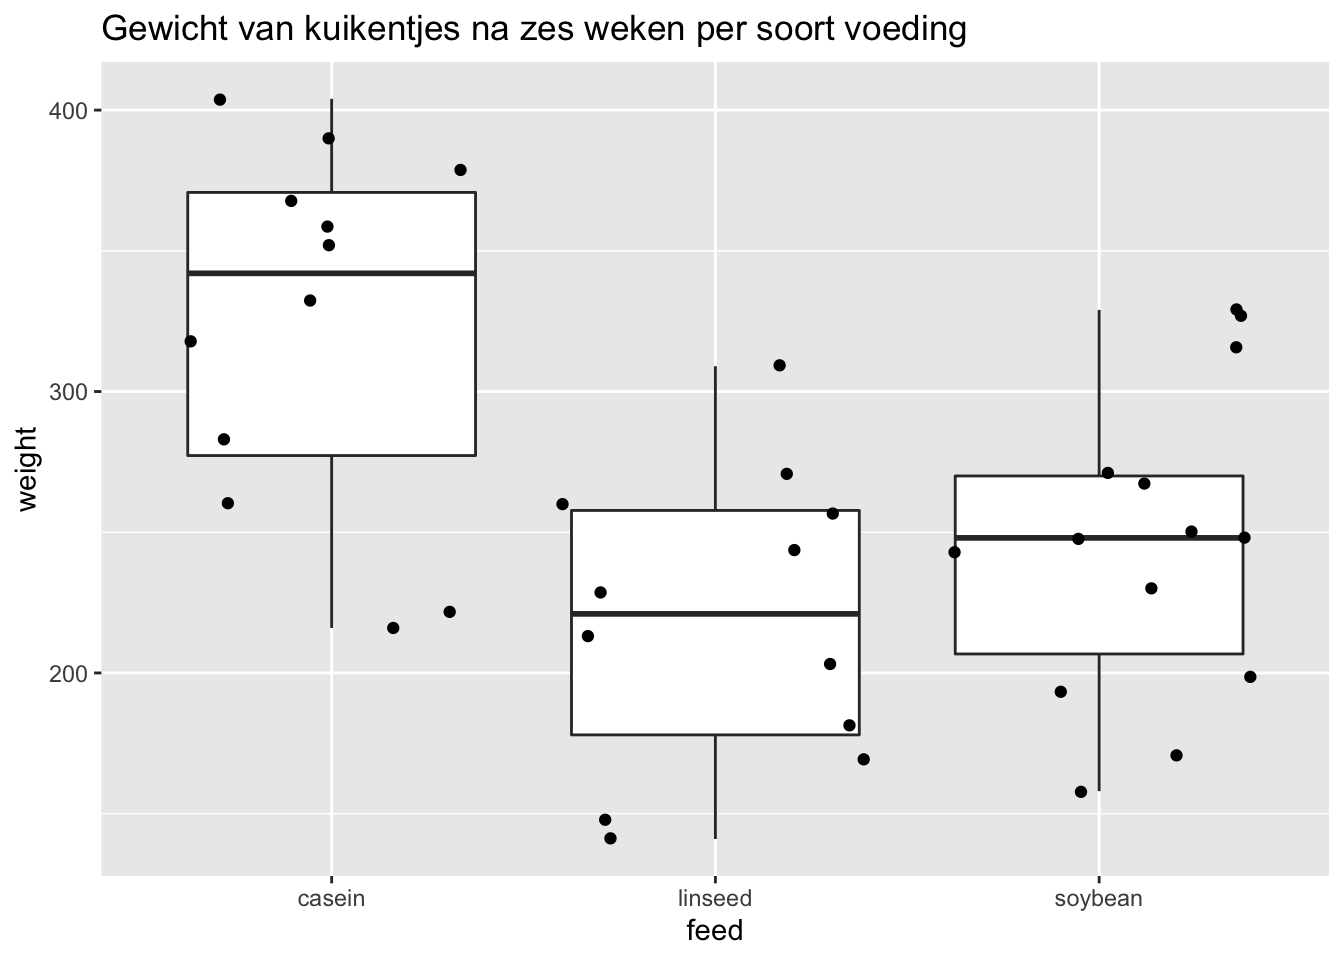 Gewicht van kuikentjes na zes weken per soort voeding
400
300
200
weight
casein
linseed
soybean
feed